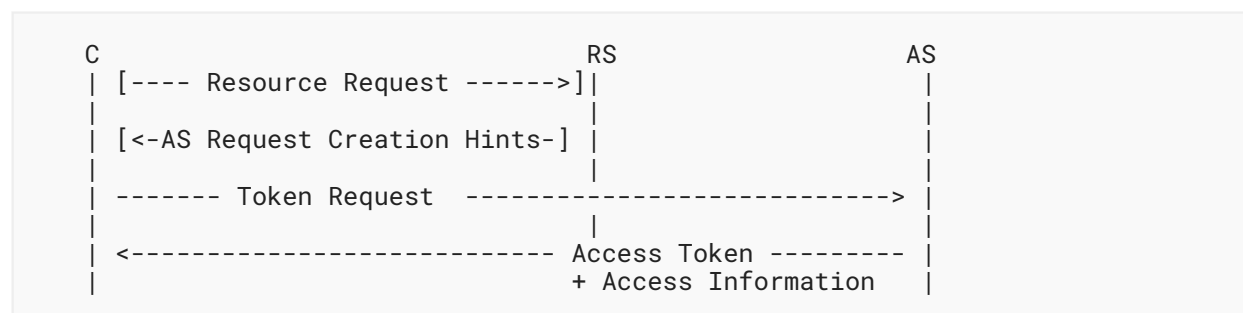 C                                RS                   AS
| [---- Resource Request ------>]|                     |
|                                |                     |
| [<-AS Request Creation Hints-] |                     |
|                                |                     |
| ------- Token Request  ----------------------------> |
|                                |                     |
| <---------------------------- Access Token --------- |
|                               + Access Information   |